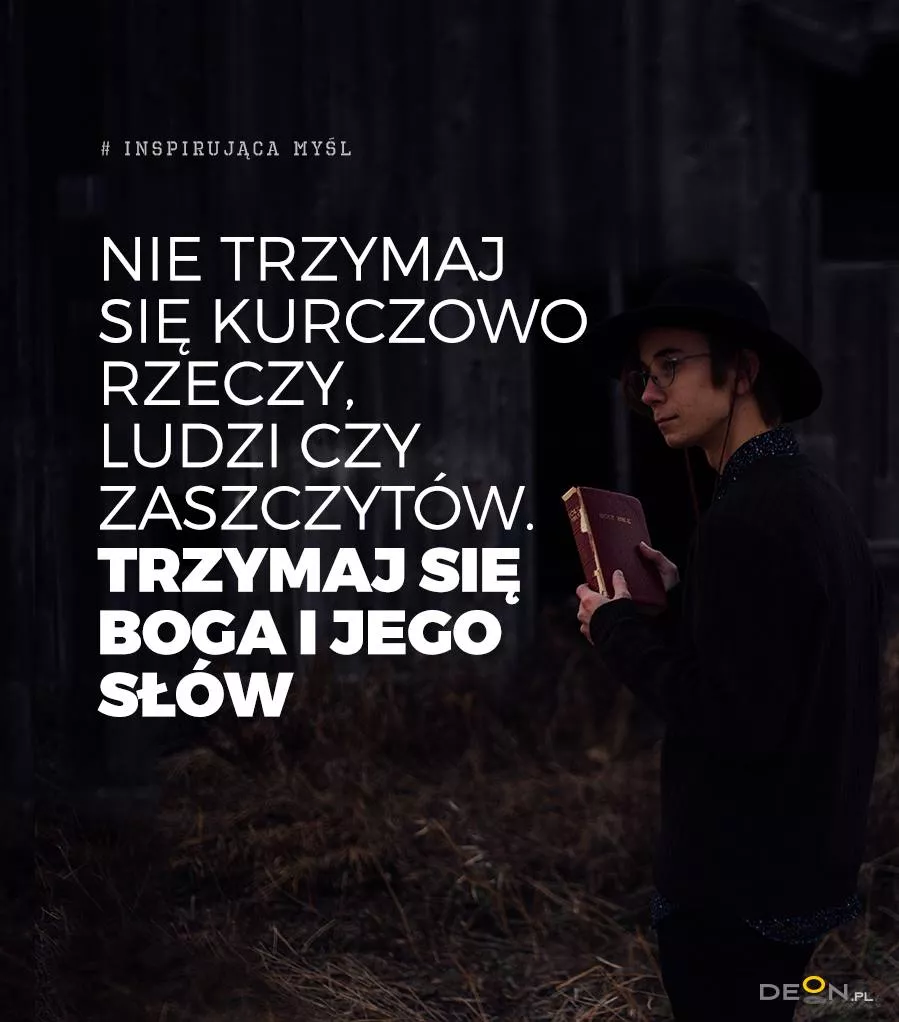 # INSPIRUJĄCA MYŚL
NIE TRZYMAJ
SIĘ KURCZOWO
RZECZY,
LUDZI CZY
ZASZCZYTÓW.
TRZYMAJ SIĘ
BOGA I JEGO
SŁÓW
DEON.PL